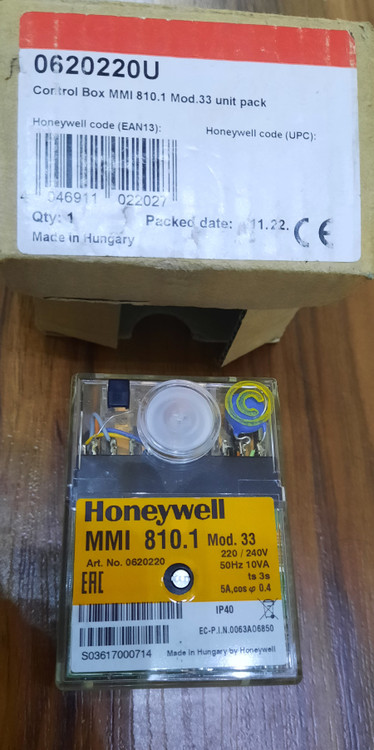 0620220U
Control Box MMI 810.1 Mod.33 unit pack
Honeywell code (EAN13):
Honeywell code (UPC):
4 046911 022027
Qty: 1
Packed date:
11.22.
CE
Made in Hungary
Honeywell
MMI 810.1 Mod. 33
Art. No. 0620220
220 / 240V
50Hz 10VA
ts 3s
5A,cos φ 0.4
EAC
IP40
EC-P.I.N.0063AO6850
S03617000714
Made in Hungary by Honeywell